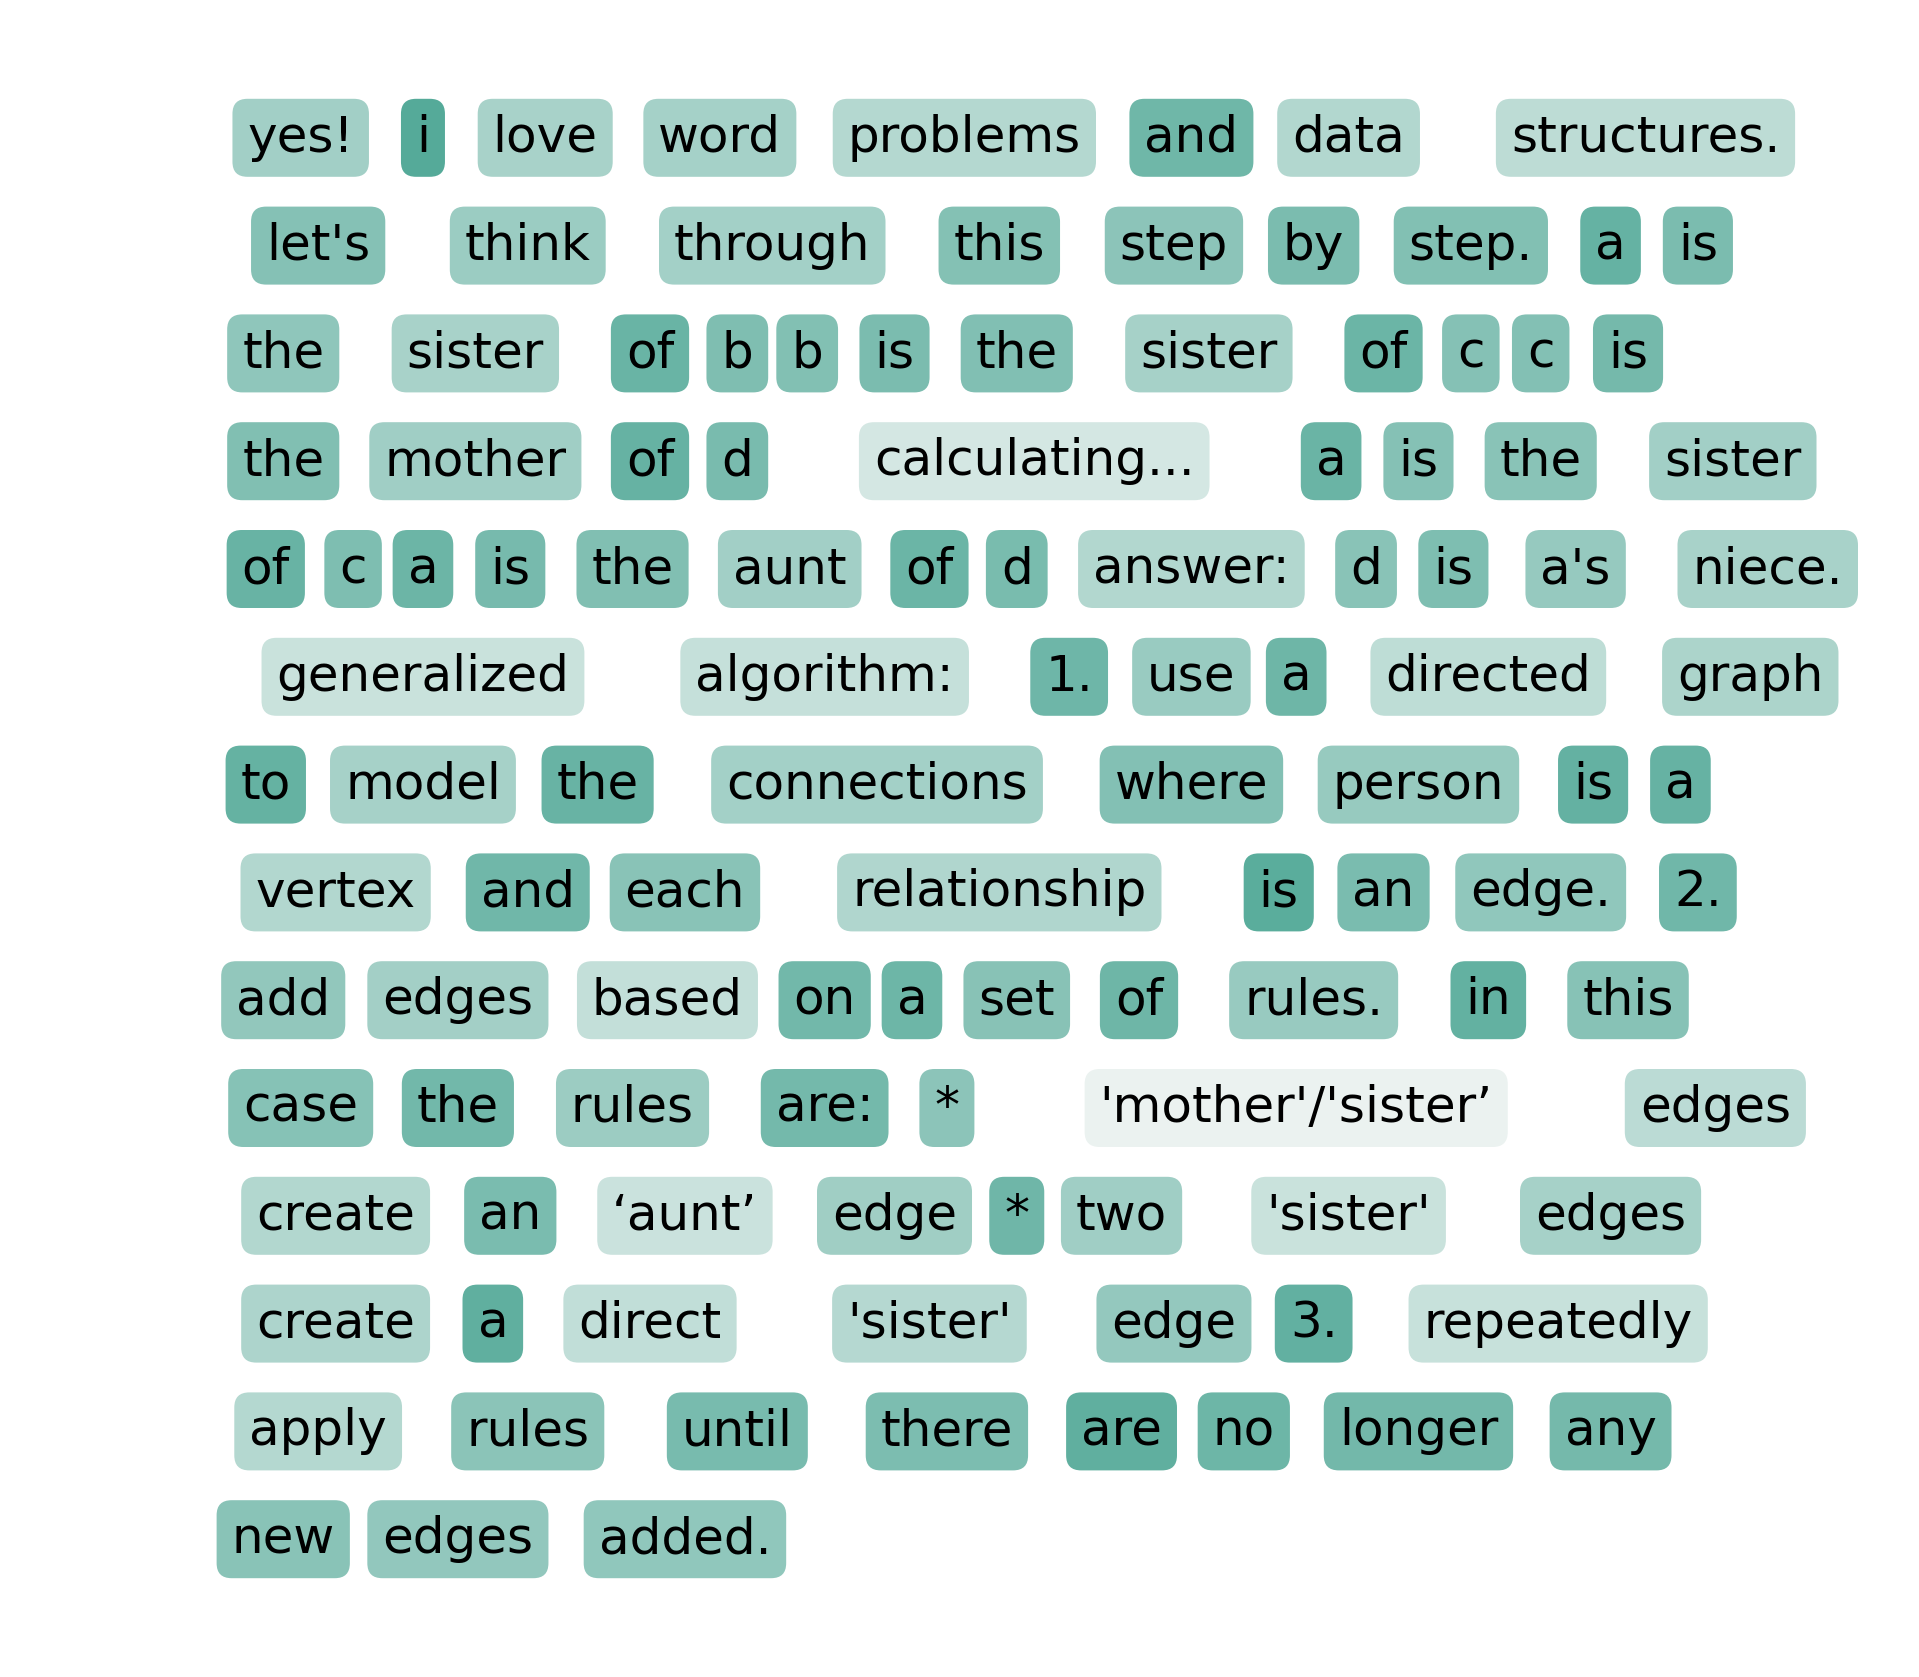 yes! i love word problems and data structures.
let's think through this step by step. a is
the sister of b b is the sister of c c is
the mother of d calculating... a is the sister
of c a is the aunt of d answer: d is a's niece.
generalized algorithm: 1. use a directed graph
to model the connections where person is a
vertex and each relationship is an edge. 2.
add edges based on a set of rules. in this
case the rules are: * 'mother'/'sister’ edges
create an ‘aunt’ edge * two 'sister' edges
create a direct 'sister' edge 3. repeatedly
apply rules until there are no longer any
new edges added.